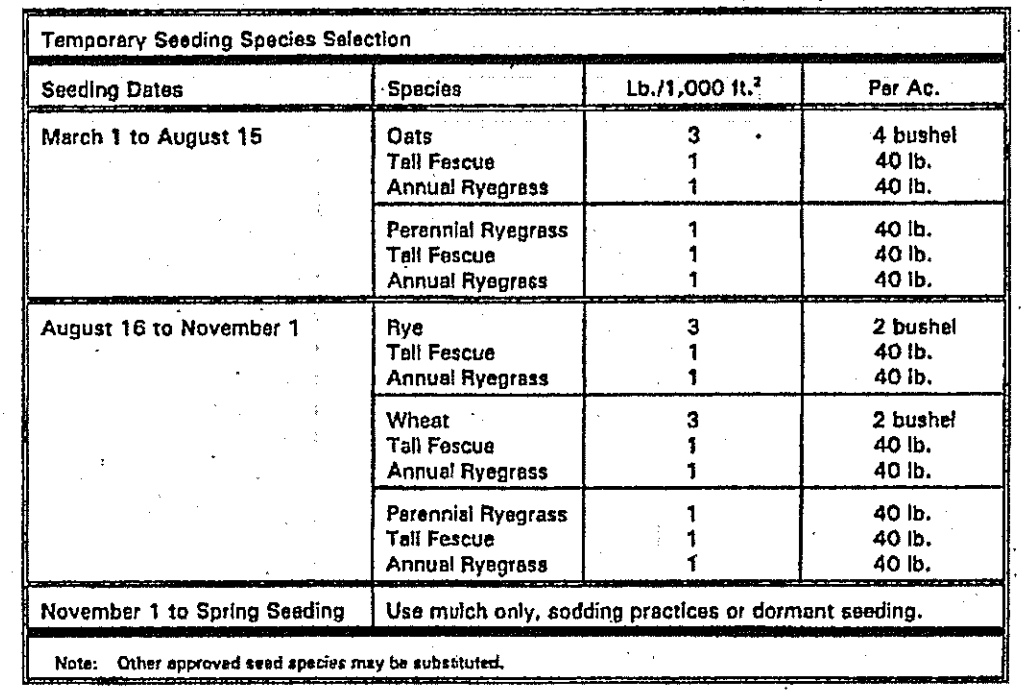 Temporary Seeding Species Selection
Seeding Dates Species Lb./1,000 ft.² Per Ac.
March 1 to August 15 Oats 3 4 bushel
Tall Fescue 1 40 lb.
Annual Ryegrass 1 40 lb.
Perennial Ryegrass 1 40 lb.
Tall Fescue 1 40 lb.
Annual Ryegrass 1 40 lb.
August 16 to November 1 Rye 3 2 bushel
Tall Fescue 1 40 lb.
Annual Ryegrass 1 40 lb.
Wheat 3 2 bushel
Tall Fescue 1 40 lb.
Annual Ryegrass 1 40 lb.
Perennial Ryegrass 1 40 lb.
Tall Fescue 1 40 lb.
Annual Ryegrass 1 40 lb.
November 1 to Spring Seeding Use mulch only, sodding practices or dormant seeding.
Note: Other approved seed species may be substituted.